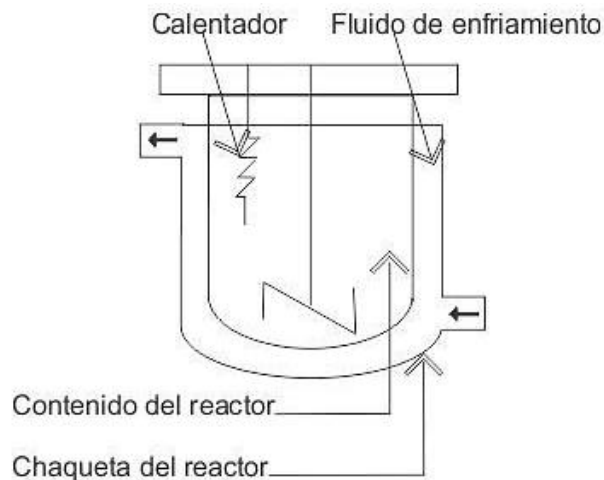 Calentador
Fluido de enfriamiento
Contenido del reactor
Chaqueta del reactor